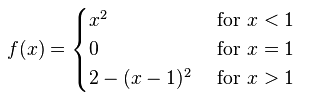 x² for x < 1
f(x) = { 0 for x = 1
2 − (x − 1)² for x > 1